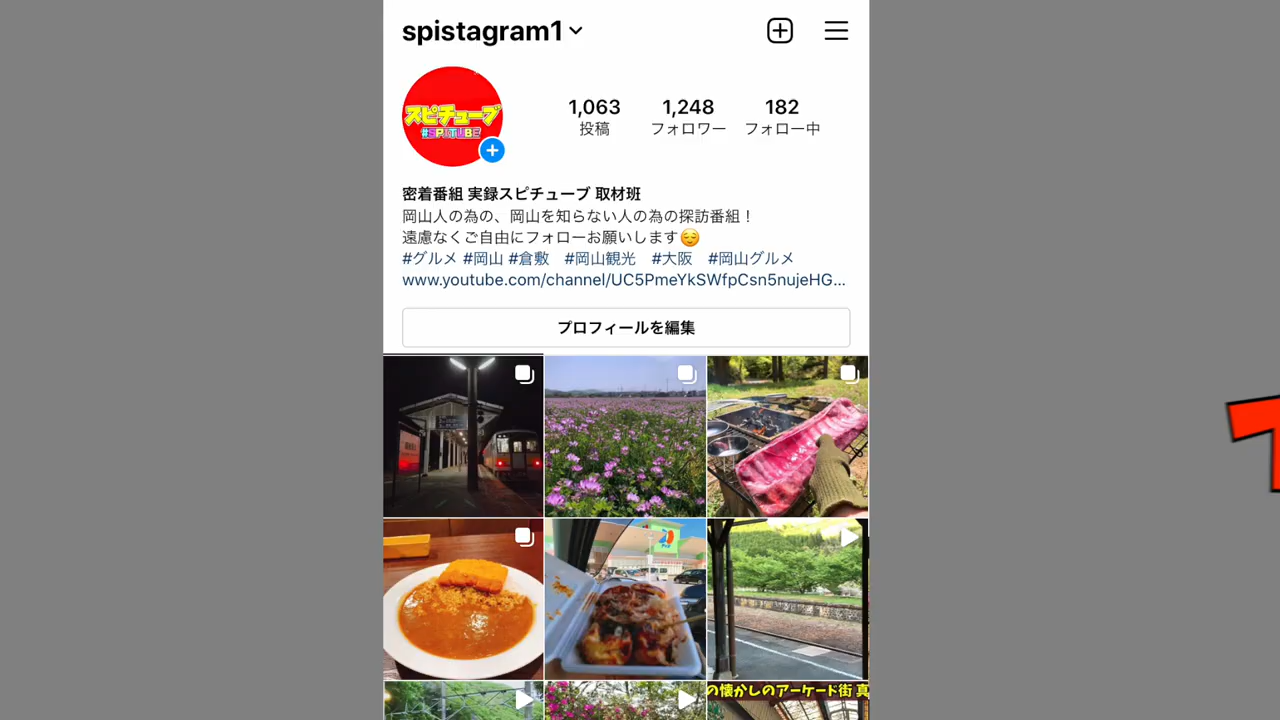 spistagram1
スピチューブ
#SPITUBE
1,063
投稿
1,248
フォロワー
182
フォロー中
密着番組 実録スピチューブ 取材班
岡山人の為の、岡山を知らない人の為の探訪番組！
遠慮なくご自由にフォローお願いします😌
#グルメ #岡山 #倉敷　#岡山観光　#大阪　#岡山グルメ
www.youtube.com/channel/UC5PmeYkSWfpCsn5nujeHG...
プロフィールを編集
の懐かしのアーケード街 真